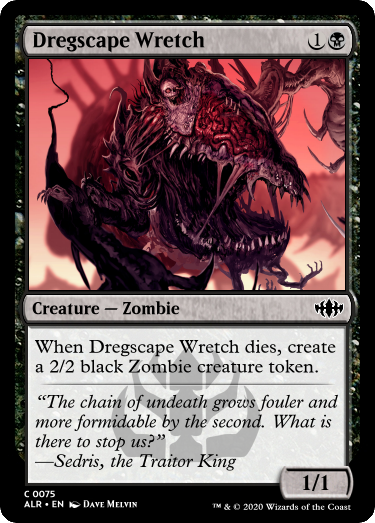 Dregscape Wretch 1
Creature — Zombie
When Dregscape Wretch dies, create
a 2/2 black Zombie creature token.
“The chain of undeath grows fouler and
more formidable by the second. What is
there to stop us?”
—Sedris, the Traitor King
1/1
C 0075
ALR • EN Dave Melvin
™ & © 2020 Wizards of the Coast